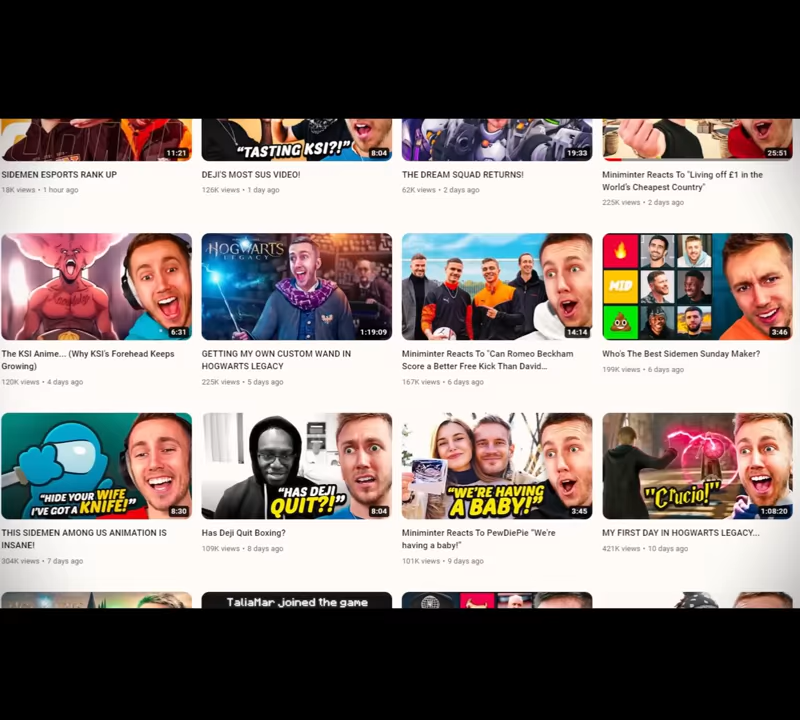 11:21
"TASTING KSI?!"
8:04
19:33
25:51
SIDEMEN ESPORTS RANK UP
18K views • 1 hour ago
DEJI'S MOST SUS VIDEO!
126K views • 1 day ago
THE DREAM SQUAD RETURNS!
62K views • 2 days ago
Miniminter Reacts To "Living off £1 in the
World's Cheapest Country"
225K views • 2 days ago
6:31
HOGWARTS
LEGACY
1:19:09
14:14
MID
3:46
The KSI Anime... (Why KSI's Forehead Keeps
Growing)
120K views • 4 days ago
GETTING MY OWN CUSTOM WAND IN
HOGWARTS LEGACY
225K views • 5 days ago
Miniminter Reacts To "Can Romeo Beckham
Score a Better Free Kick Than David...
167K views • 6 days ago
Who's The Best Sidemen Sunday Maker?
199K views • 6 days ago
"HIDE YOUR WIFE
I'VE GOT A KNIFE!"
8:30
"HAS DEJI
QUIT?!"
8:04
"WE'RE HAVING
A BABY!"
3:45
"Crucio!"
1:08:20
THIS SIDEMEN AMONG US ANIMATION IS
INSANE!
304K views • 7 days ago
Has Deji Quit Boxing?
109K views • 8 days ago
Miniminter Reacts To PewDiePie "We're
having a baby!"
101K views • 9 days ago
MY FIRST DAY IN HOGWARTS LEGACY...
421K views • 10 days ago
TaliaMar joined the game